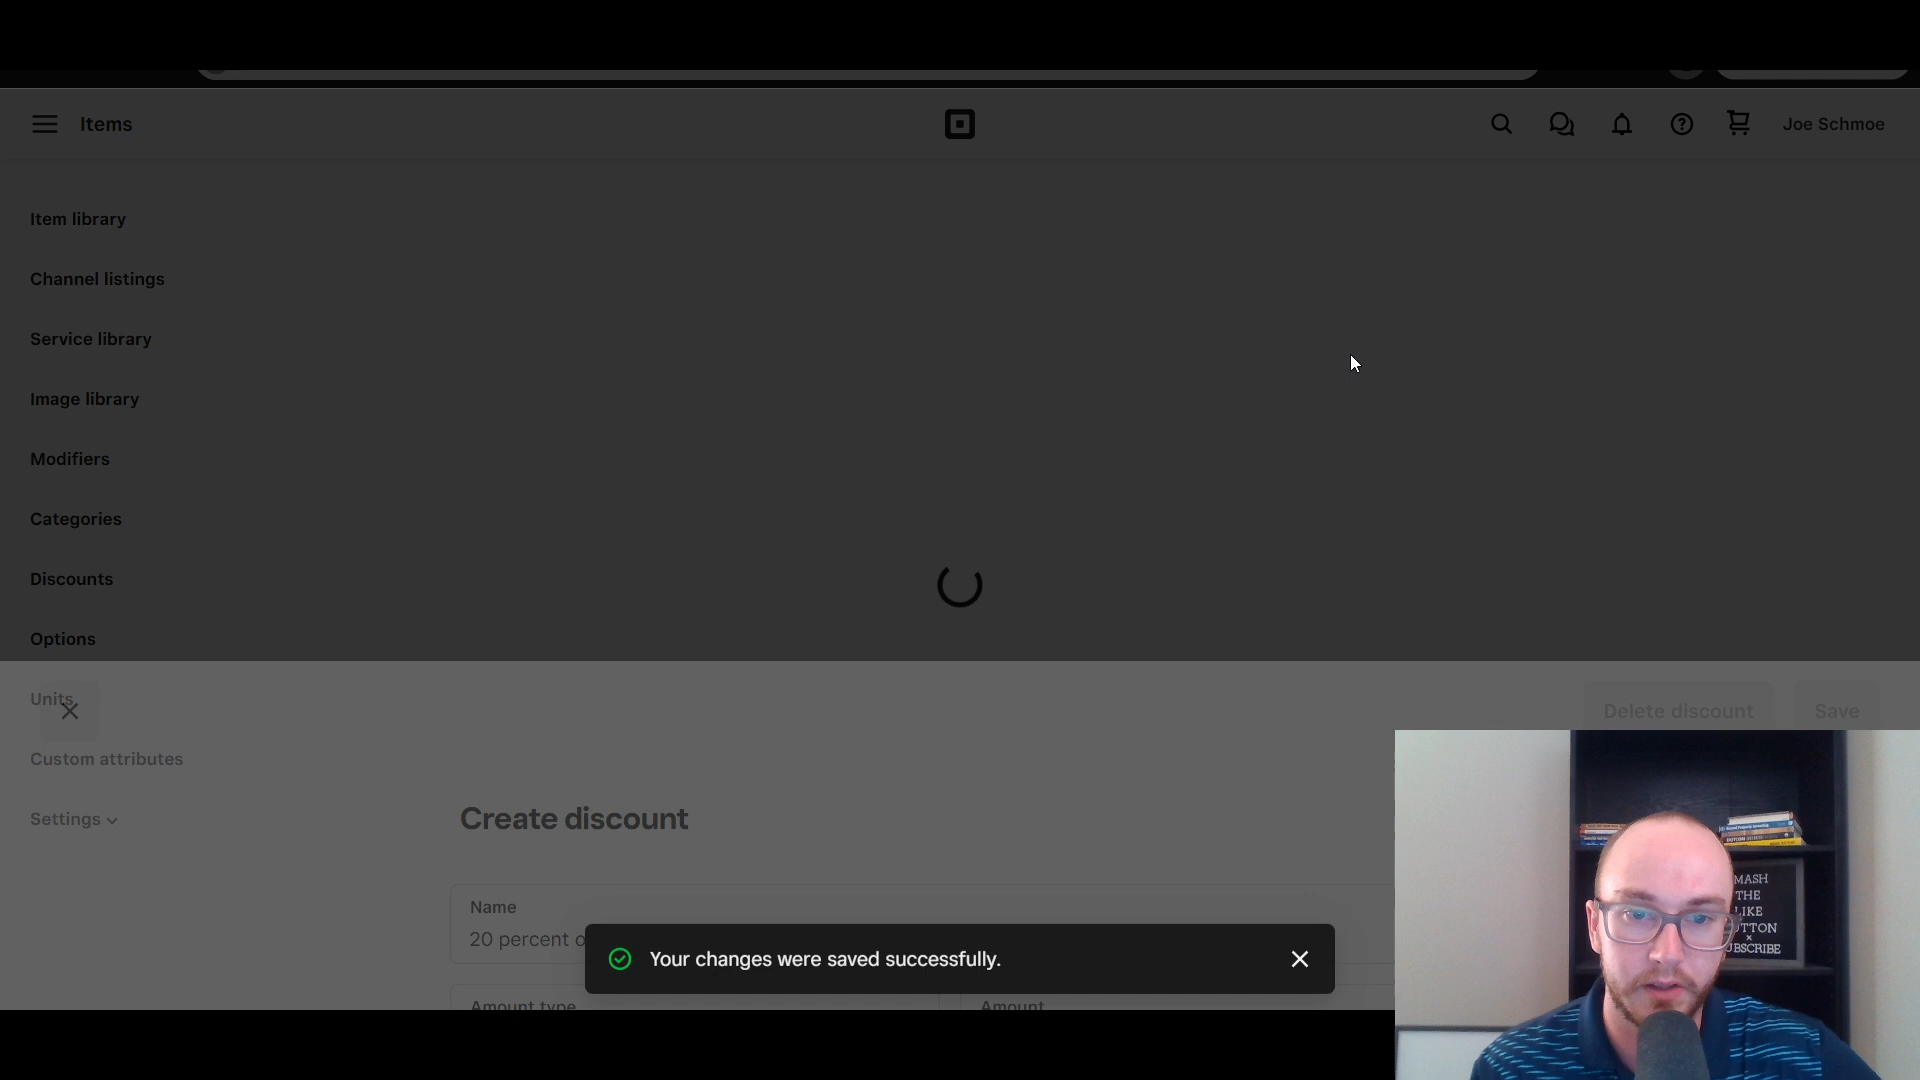 Items
Joe Schmoe
Item library
Channel listings
Service library
Image library
Modifiers
Categories
Discounts
Options
Units
Delete discount
Save
Custom attributes
Settings
Create discount
Name
20 percent o
Your changes were saved successfully.
Amount type
Amount
MASH
THE
LIKE
UTTON
×
UBSCRIBE